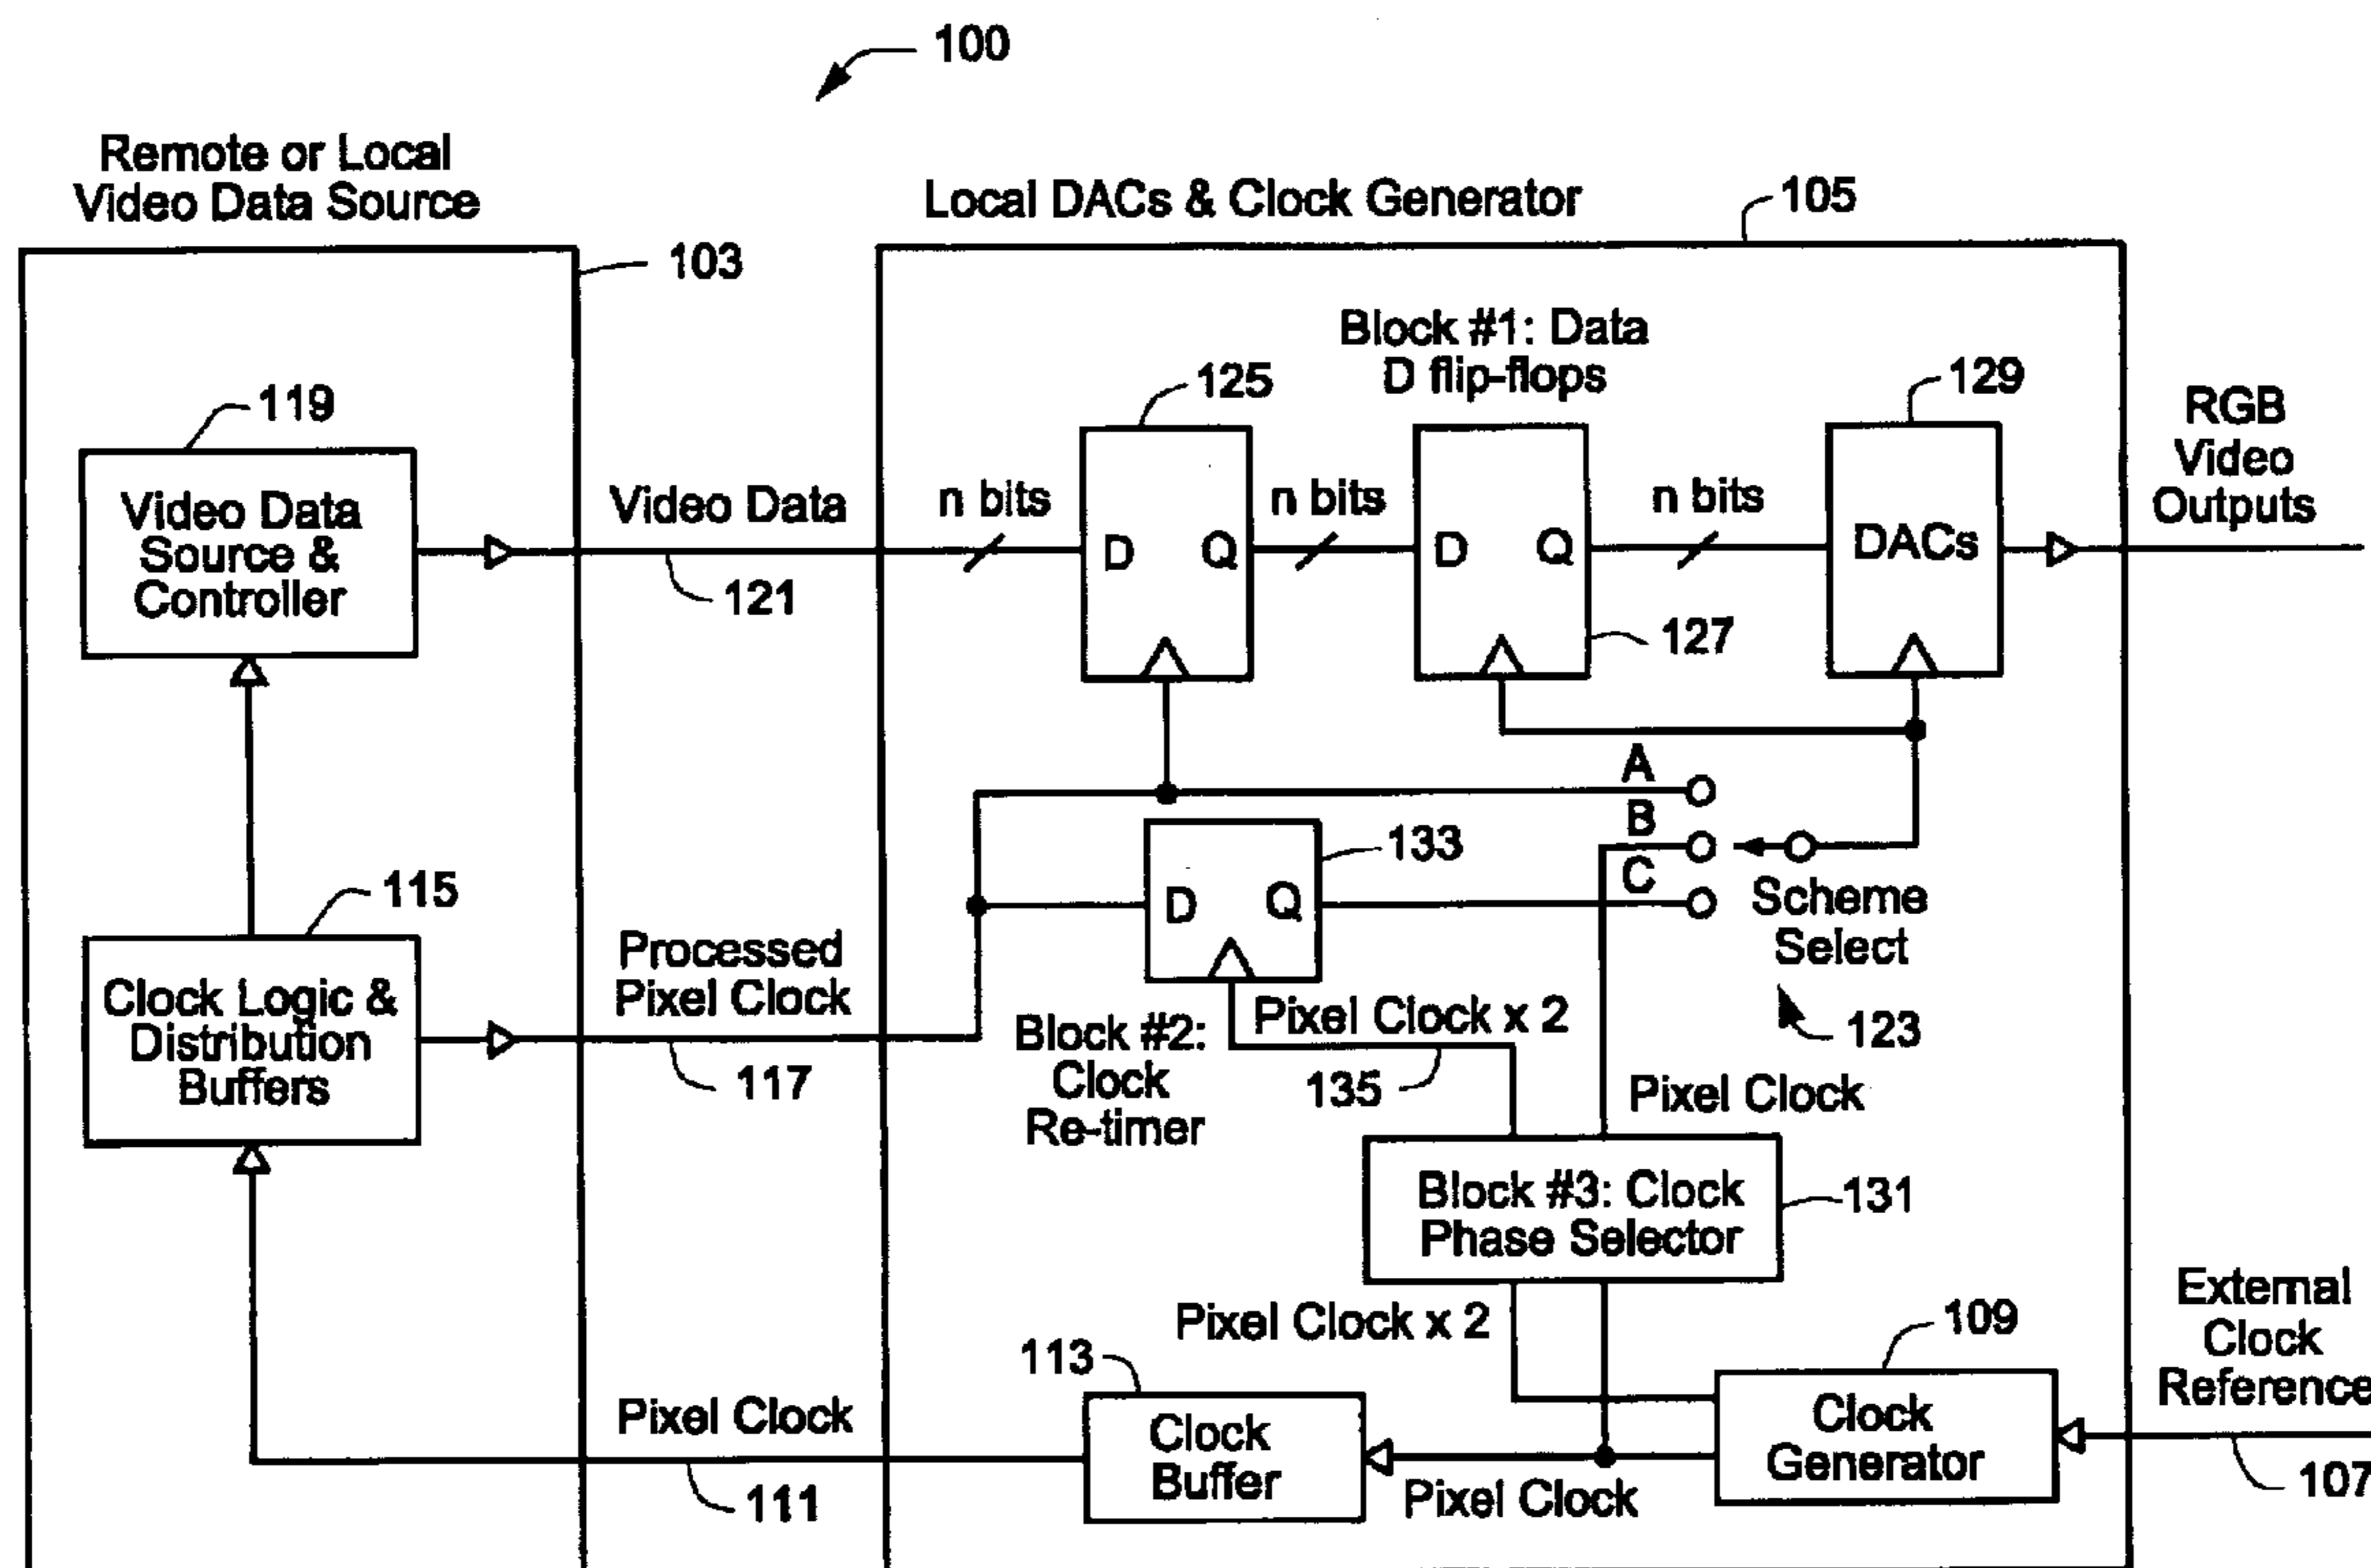 100
Remote or Local
Video Data Source
Local DACs & Clock Generator
105
103
Block #1: Data
D flip-flops
125
129
119
RGB
Video
Outputs
Video Data
Source &
Controller
Video Data
n bits
n bits
n bits
D
Q
D
Q
DACs
121
127
A
B
C
133
115
D
Q
Scheme
Select
Processed
Pixel Clock
Clock Logic &
Distribution
Buffers
Pixel Clock x 2
123
Block #2:
Clock
Re-timer
117
135
Pixel Clock
Block #3: Clock
Phase Selector
131
External
Clock
Reference
Pixel Clock x 2
109
113
Clock
Generator
Pixel Clock
Clock
Buffer
107
111
Pixel Clock